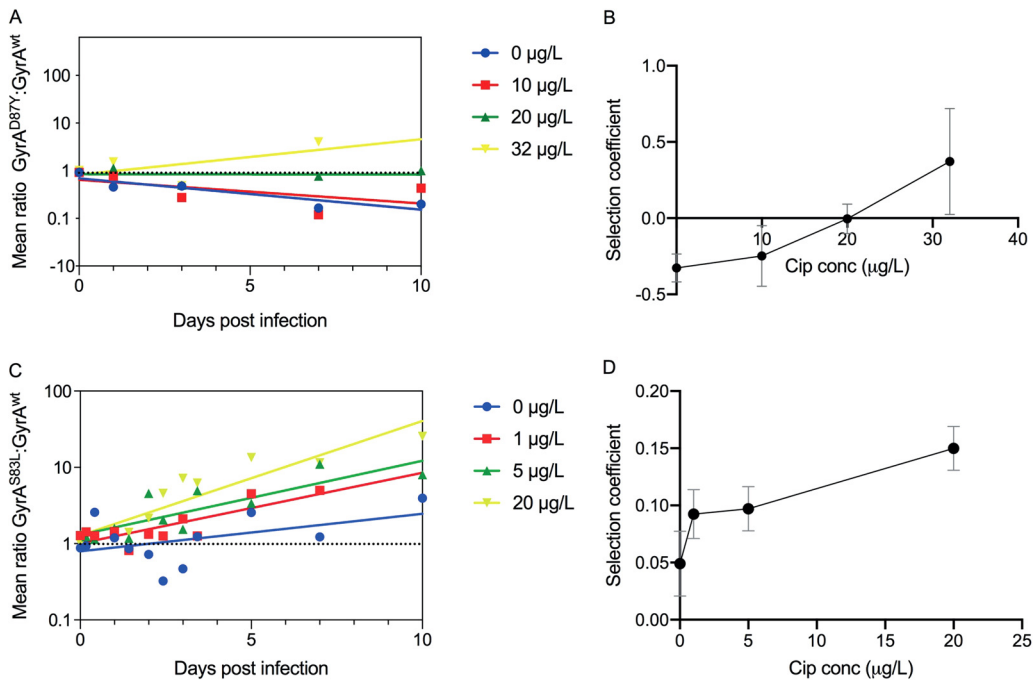 A
Mean ratio GyrA^D87Y:GyrA^wt
100
10
1
0.1
-10
0
5
10
Days post infection
0 µg/L
10 µg/L
20 µg/L
32 µg/L
B
Selection coefficient
1.0
0.5
0.0
-0.5
10
20
30
40
Cip conc (µg/L)
C
Mean ratio GyrA^S83L:GyrA^wt
100
10
1
0.1
0
5
10
Days post infection
0 µg/L
1 µg/L
5 µg/L
20 µg/L
D
Selection coefficient
0.20
0.15
0.10
0.05
0.00
0
5
10
15
20
25
Cip conc (µg/L)